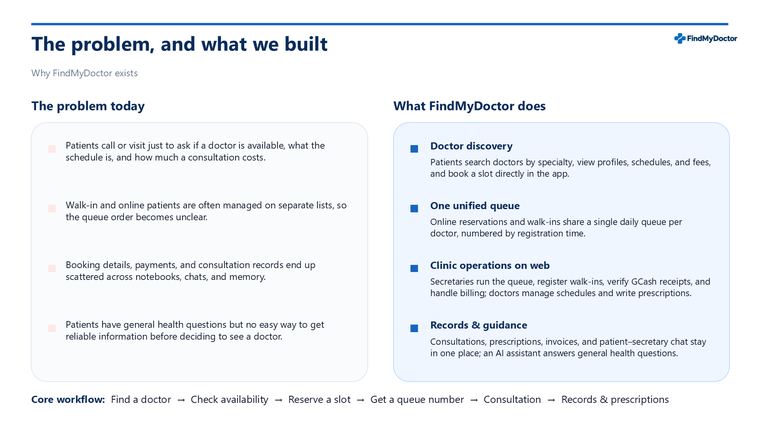 The problem, and what we built
FindMyDoctor
Why FindMyDoctor exists
The problem today
Patients call or visit just to ask if a doctor is available, what the
schedule is, and how much a consultation costs.
Walk-in and online patients are often managed on separate lists, so
the queue order becomes unclear.
Booking details, payments, and consultation records end up
scattered across notebooks, chats, and memory.
Patients have general health questions but no easy way to get
reliable information before deciding to see a doctor.
What FindMyDoctor does
Doctor discovery
Patients search doctors by specialty, view profiles, schedules, and fees,
and book a slot directly in the app.
One unified queue
Online reservations and walk-ins share a single daily queue per
doctor, numbered by registration time.
Clinic operations on web
Secretaries run the queue, register walk-ins, verify GCash receipts, and
handle billing; doctors manage schedules and write prescriptions.
Records & guidance
Consultations, prescriptions, invoices, and patient–secretary chat stay
in one place; an AI assistant answers general health questions.
Core workflow: Find a doctor → Check availability → Reserve a slot → Get a queue number → Consultation → Records & prescriptions